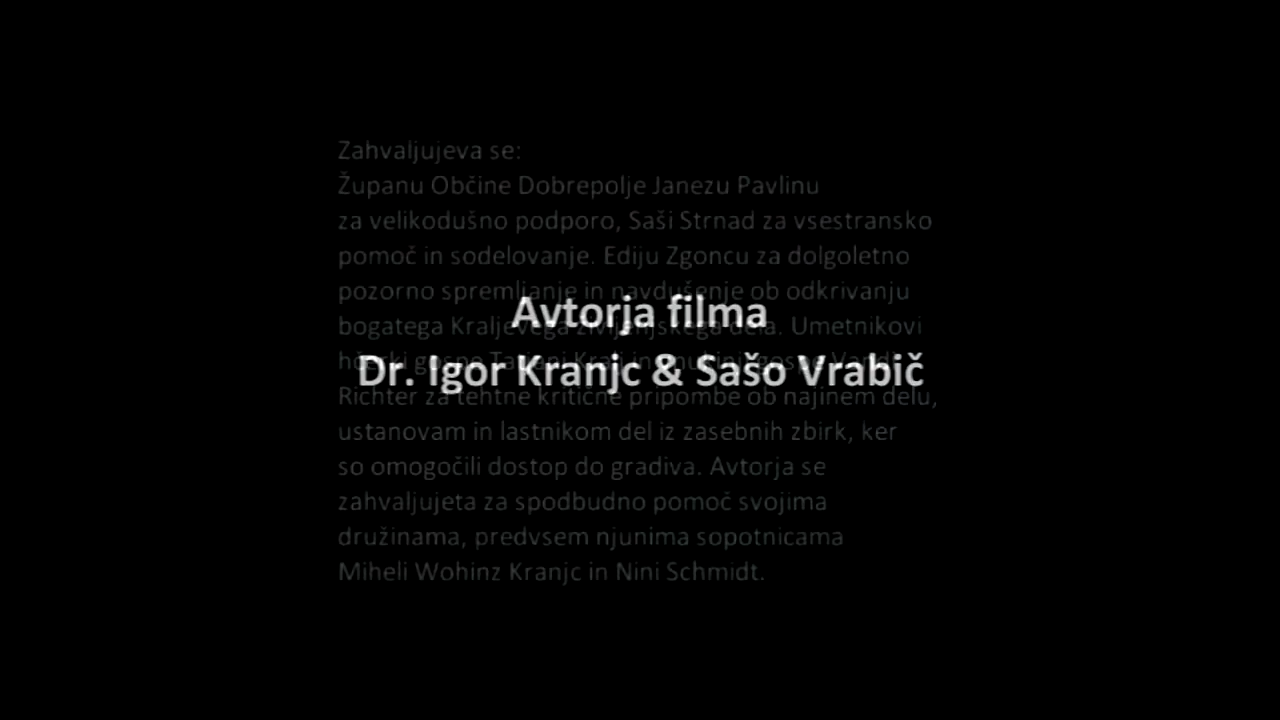 Zahvaljujeva se:
Županu Občine Dobrepolje Janezu Pavlinu
za velikodušno podporo, Saši Strnad za vsestransko
pomoč in sodelovanje. Ediju Zgoncu za dolgoletno
pozorno spremljanje in navdušenje ob odkrivanju
bogatega Kraljevega življenjskega dela. Umetnikovi
Richter za tehtne kritične pripombe ob najinem delu,
ustanovam in lastnikom del iz zasebnih zbirk, ker
so omogočili dostop do gradiva. Avtorja se
zahvaljujeta za spodbudno pomoč svojima
družinama, predvsem njunima sopotnicama
Miheli Wohinz Kranjc in Nini Schmidt.
Avtorja filma
Dr. Igor Kranjc & Sašo Vrabič